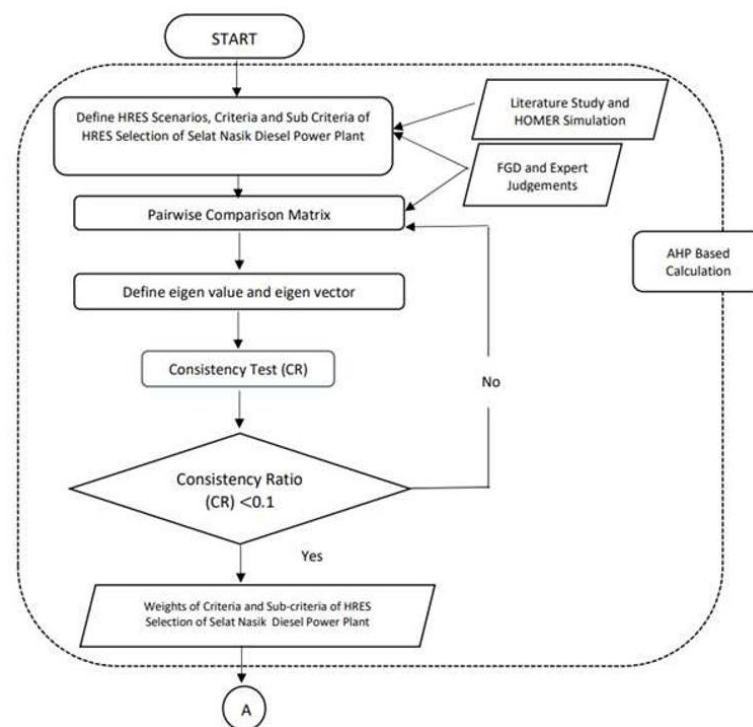 START
Define HRES Scenarios, Criteria and Sub Criteria of
HRES Selection of Selat Nasik Diesel Power Plant
Literature Study and
HOMER Simulation
FGD and Expert
Judgements
Pairwise Comparison Matrix
AHP Based
Calculation
Define eigen value and eigen vector
Consistency Test (CR)
No
Consistency Ratio
(CR) <0.1
Yes
Weights of Criteria and Sub-criteria of HRES
Selection of Selat Nasik Diesel Power Plant
A